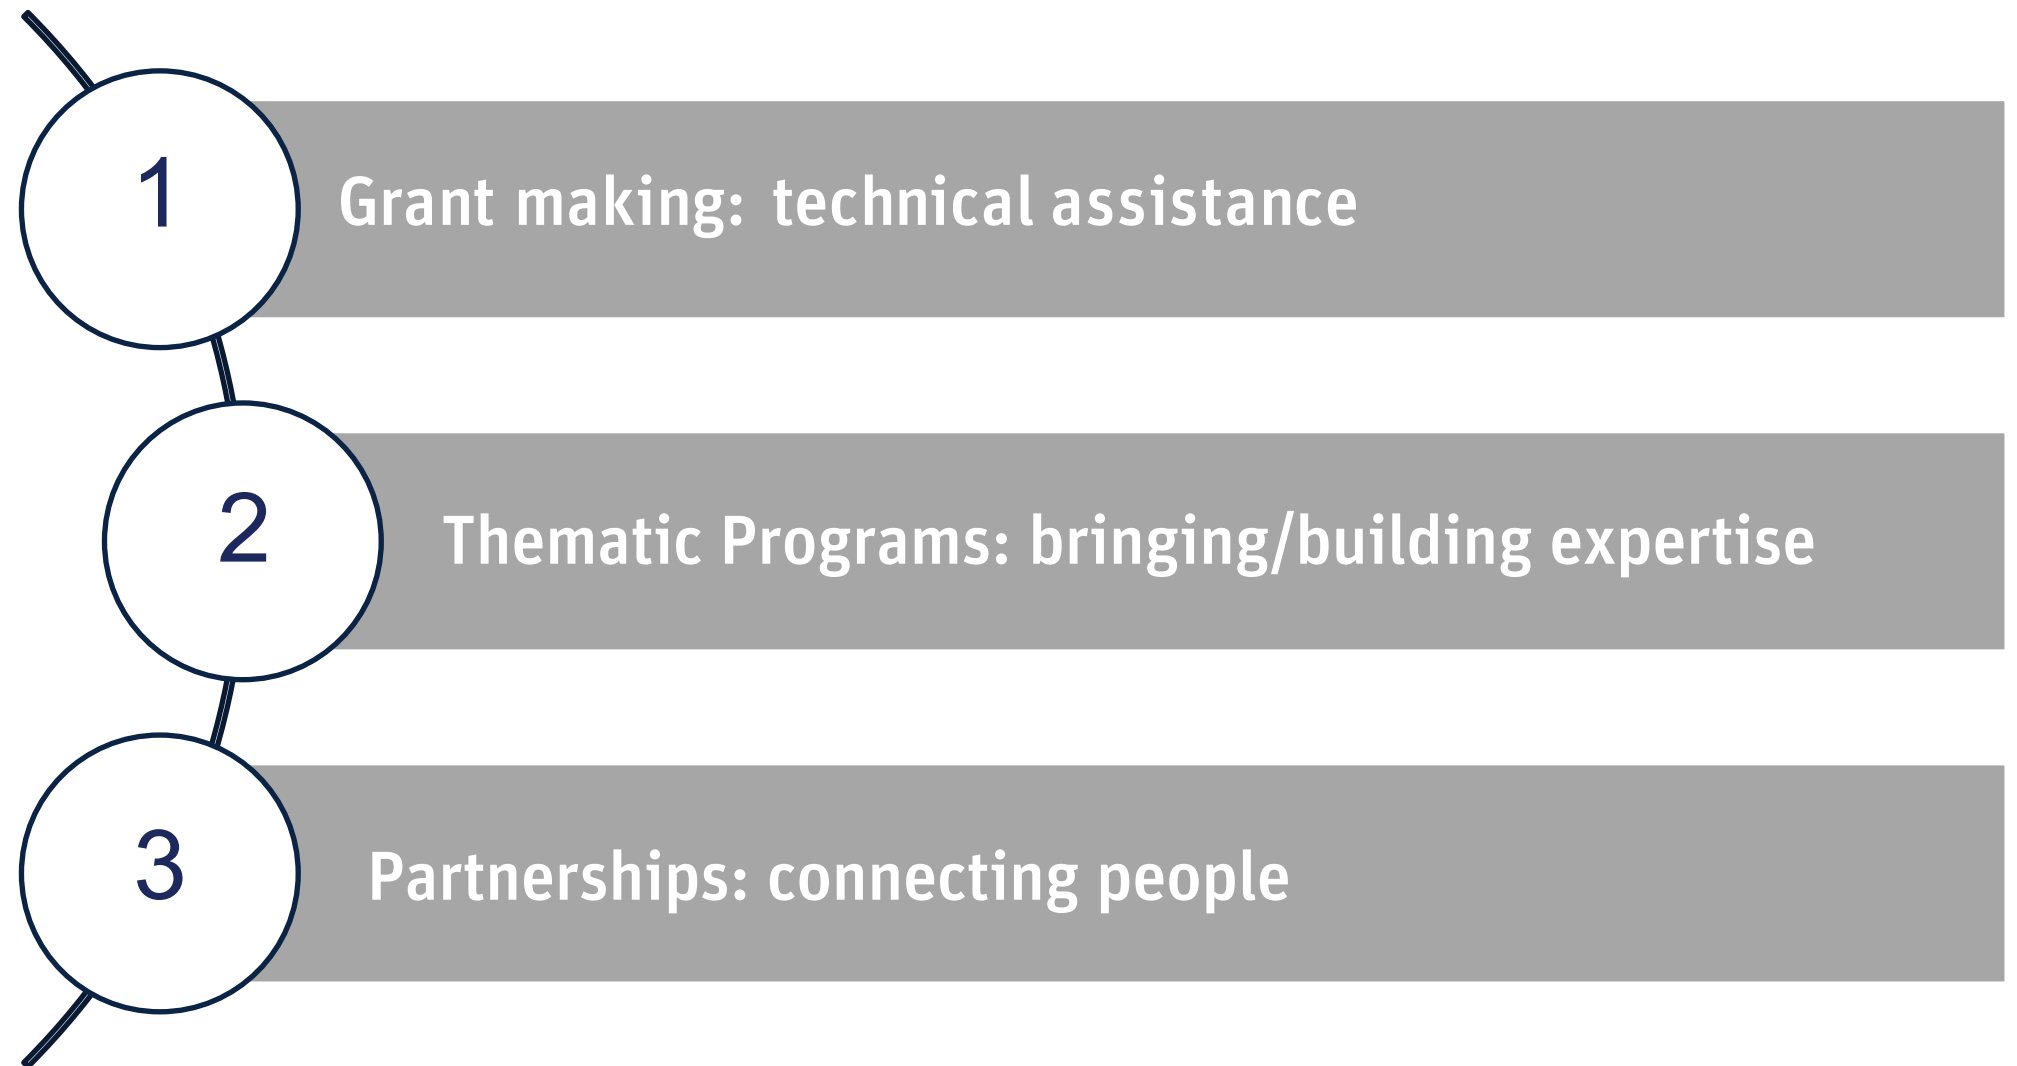 1
Grant making: technical assistance
2
Thematic Programs: bringing/building expertise
3
Partnerships: connecting people